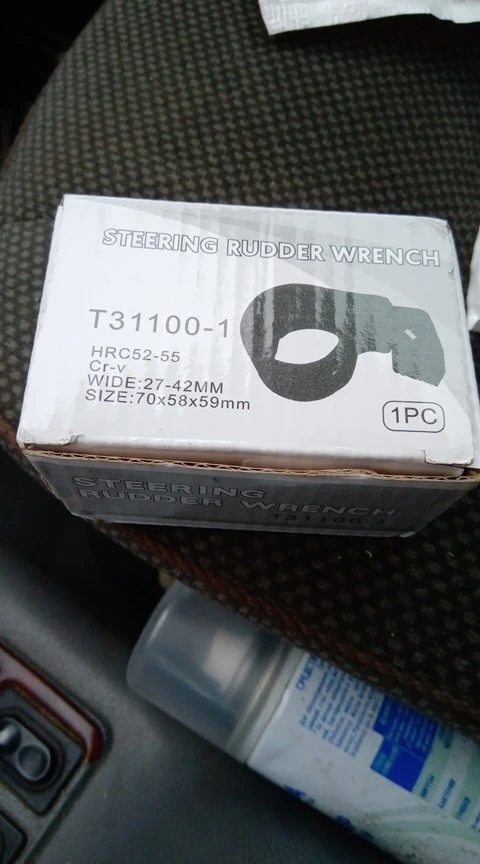 STEERING RUDDER WRENCH
T31100-1
HRC52-55
Cr-v
WIDE:27-42MM
SIZE:70x58x59mm
1PC
STEERING
RUDDER WRENCH
T31100-1